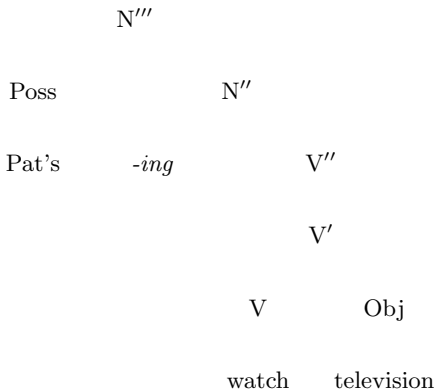 N′′′
Poss N′′
Pat's -ing V′′
V′
V Obj
watch television